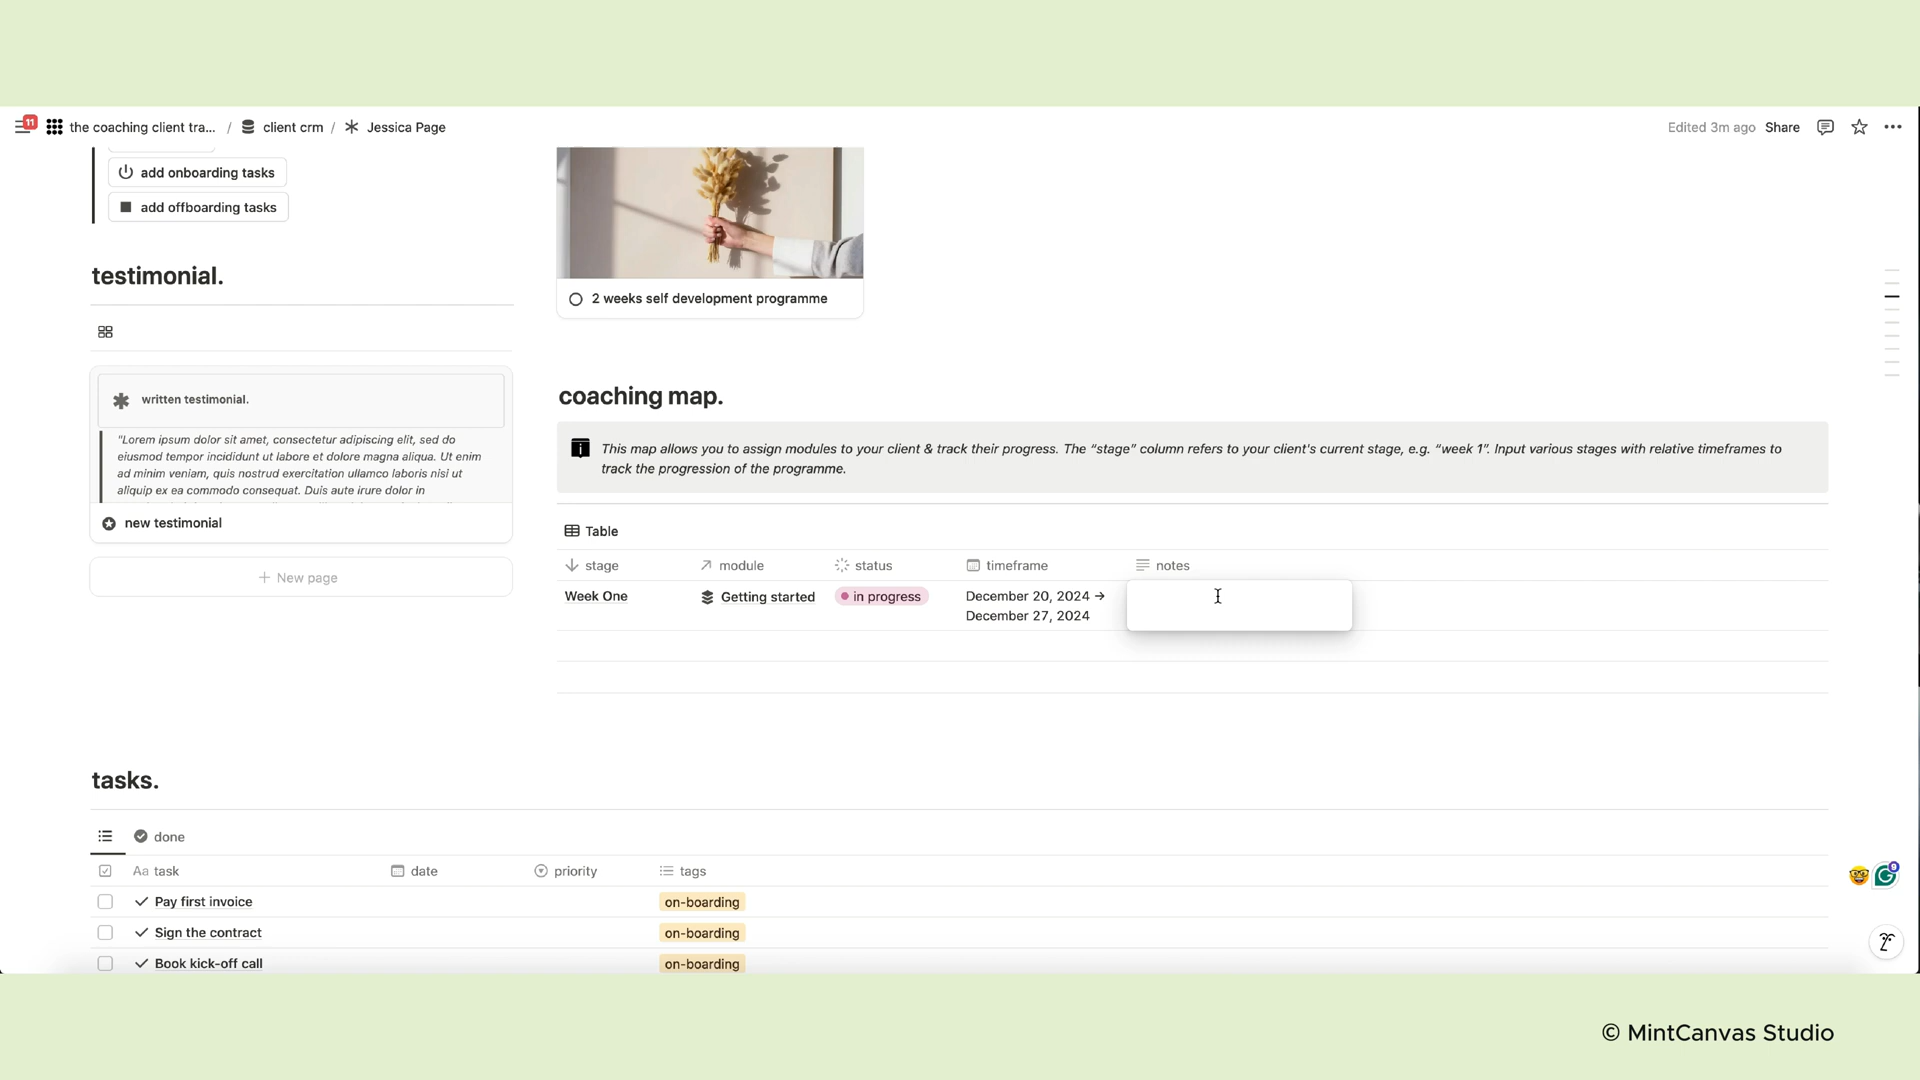 11
the coaching client tra... / client crm / Jessica Page
Edited 3m ago Share
add onboarding tasks
add offboarding tasks
testimonial.
written testimonial.
"Lorem ipsum dolor sit amet, consectetur adipiscing elit, sed do
eiusmod tempor incididunt ut labore et dolore magna aliqua. Ut enim
ad minim veniam, quis nostrud exercitation ullamco laboris nisi ut
aliquip ex ea commodo consequat. Duis aute irure dolor in
new testimonial
+ New page
2 weeks self development programme
coaching map.
This map allows you to assign modules to your client & track their progress. The “stage” column refers to your client's current stage, e.g. “week 1”. Input various stages with relative timeframes to
track the progression of the programme.
Table
stage module status timeframe notes
Week One Getting started in progress December 20, 2024 →
December 27, 2024
tasks.
done
Aa task date priority tags
Pay first invoice on-boarding
Sign the contract on-boarding
Book kick-off call on-boarding
9
© MintCanvas Studio